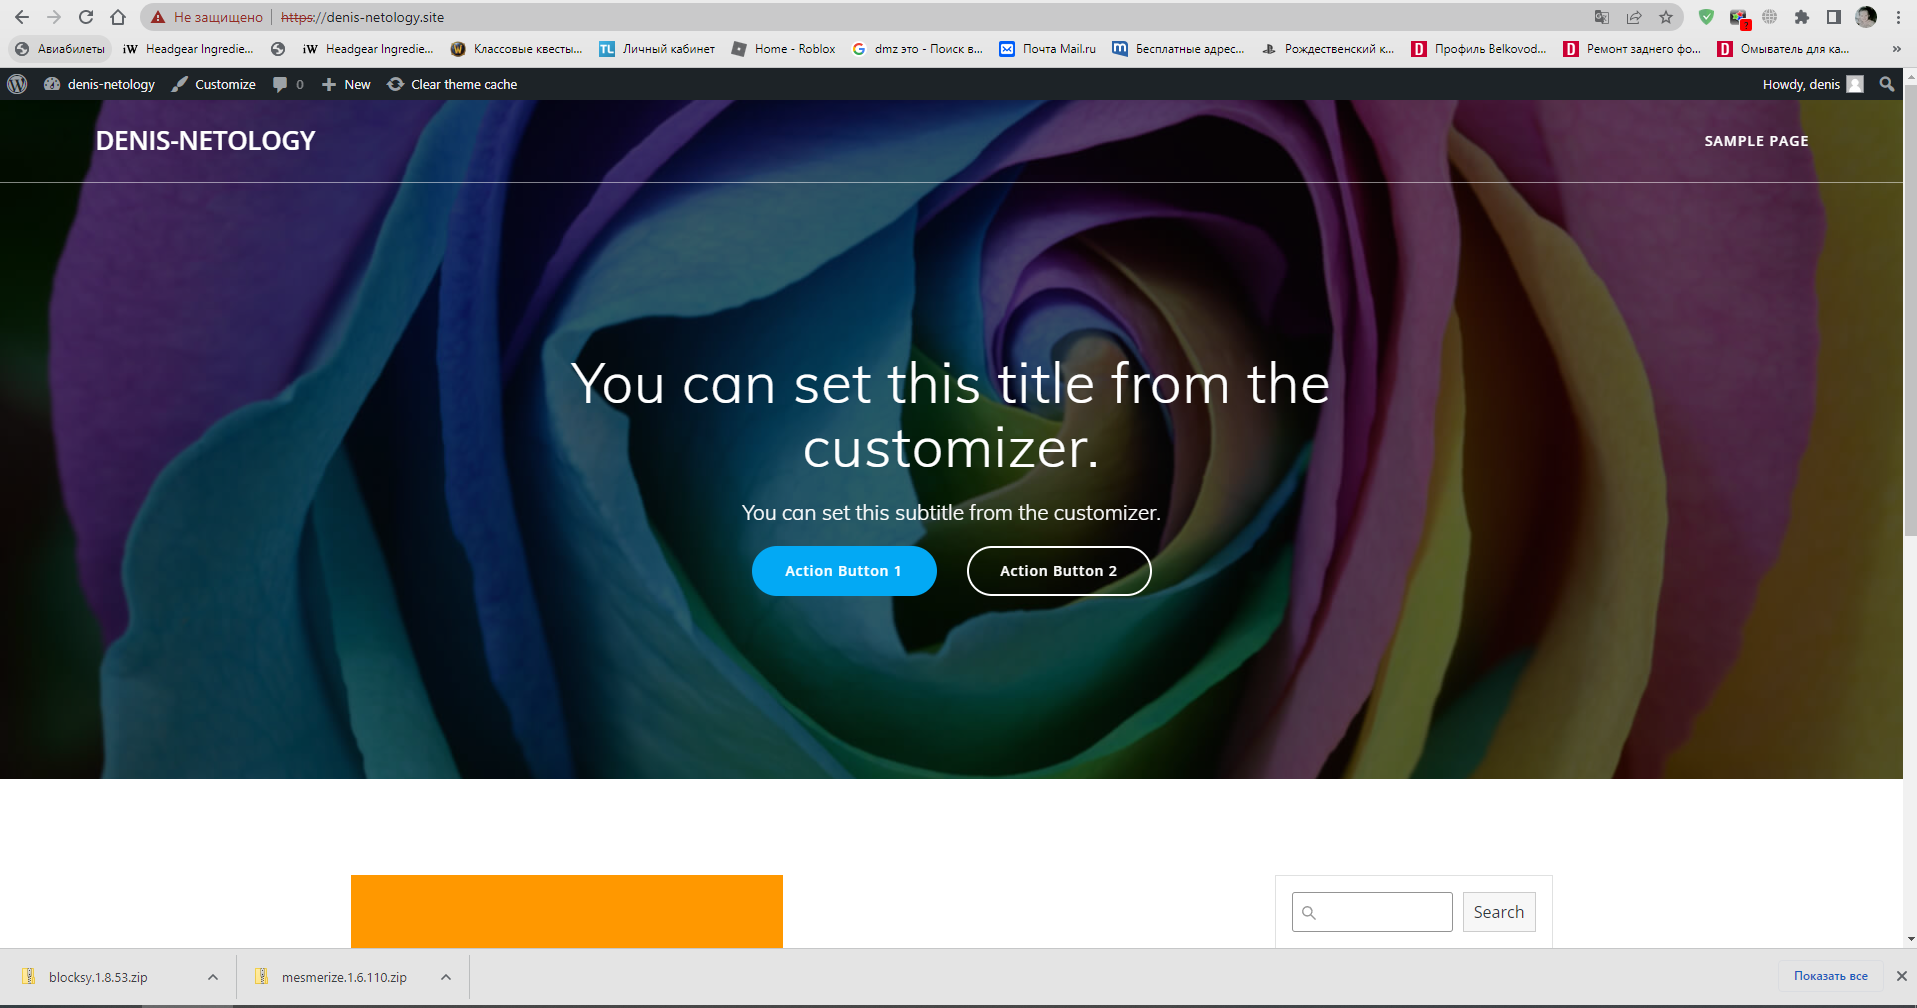 Не защищено https://denis-netology.site
Авиабилеты Headgear Ingredie... Headgear Ingredie... Классовые квесты... Личный кабинет Home - Roblox dmz это - Поиск в... Почта Mail.ru Бесплатные адрес... Рождественский к... Профиль Belkovod... Ремонт заднего фо... Омыватель для ка... »
denis-netology Customize 0 New Clear theme cache Howdy, denis
DENIS-NETOLOGY SAMPLE PAGE
You can set this title from the
customizer.
You can set this subtitle from the customizer.
Action Button 1 Action Button 2
Search
blocksy.1.8.53.zip mesmerize.1.6.110.zip Показать все